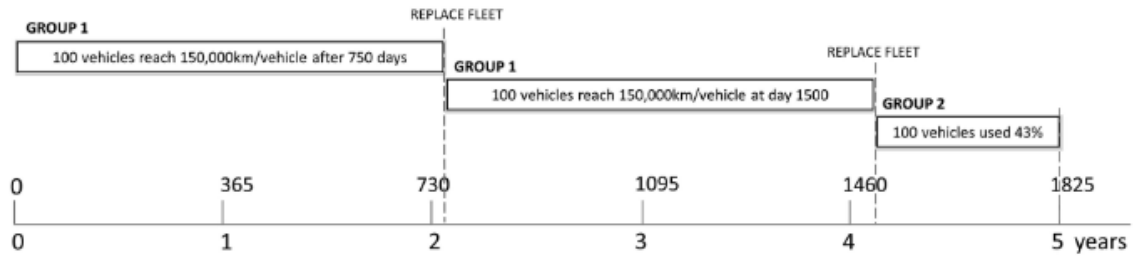 REPLACE FLEET
GROUP 1
100 vehicles reach 150,000km/vehicle after 750 days
REPLACE FLEET
GROUP 1
100 vehicles reach 150,000km/vehicle at day 1500
GROUP 2
100 vehicles used 43%
0 365 730 1095 1460 1825
0 1 2 3 4 5 years